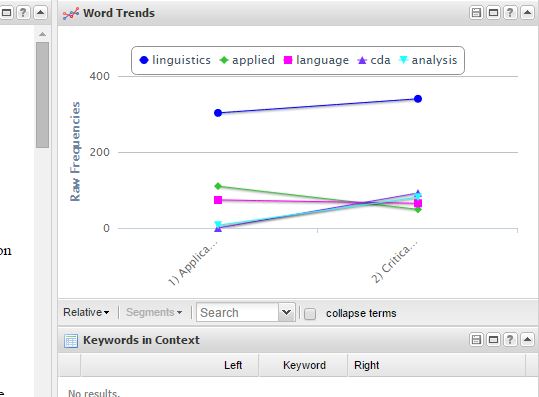 Word Trends
linguistics applied language cda analysis
400
Raw Frequencies
200
0
1) Applica...
2) Critica...
on
Relative Segments Search collapse terms
Keywords in Context
Left Keyword Right
No results.
e